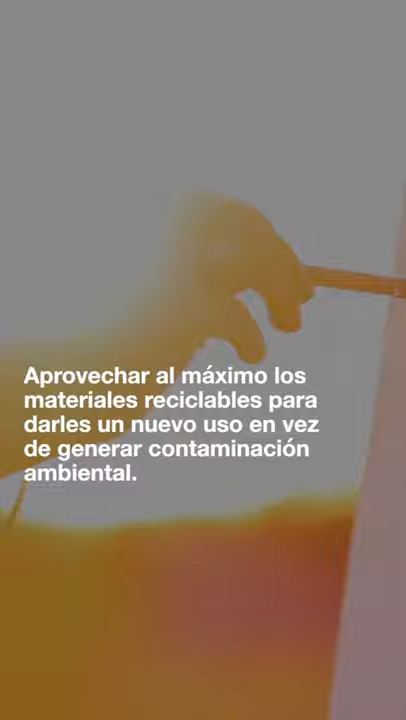 Aprovechar al máximo los
materiales reciclables para
darles un nuevo uso en vez
de generar contaminación
ambiental.